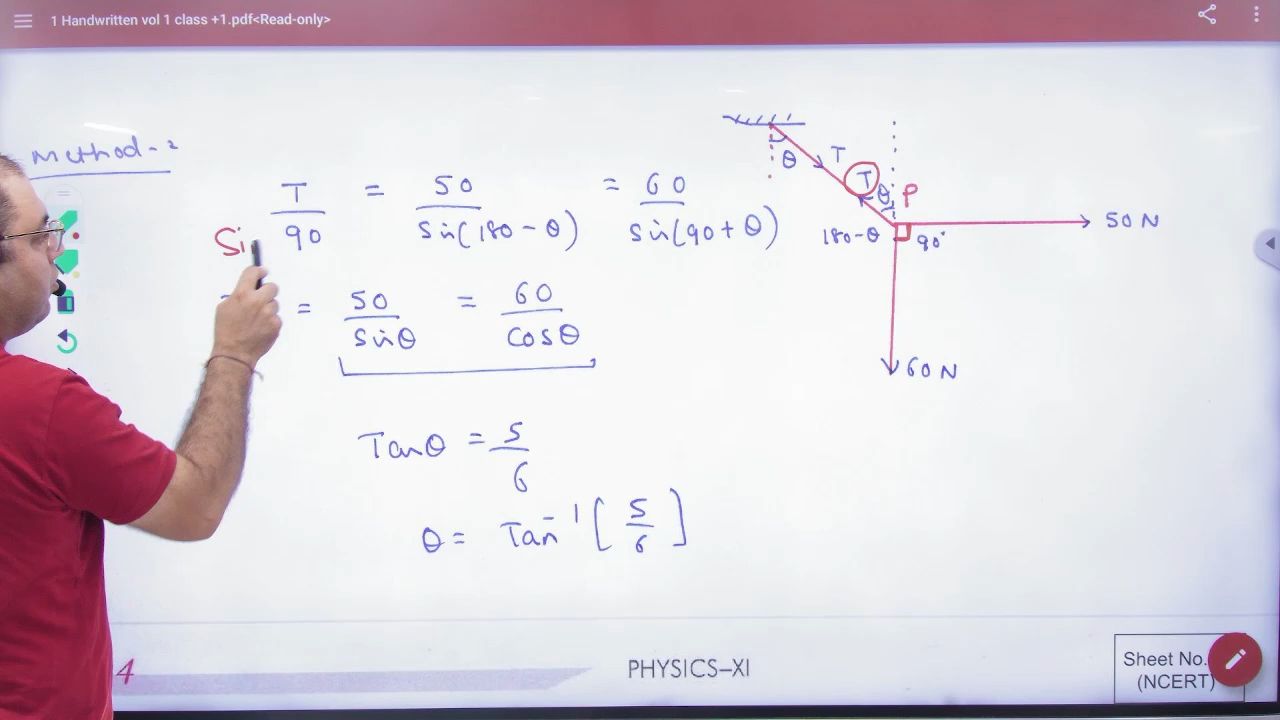 1 Handwritten vol 1 class +1.pdf<Read-only>
Method-2
T/Si 90 = 50/sin(180-θ) = 60/sin(90+θ)
= 50/sinθ = 60/cosθ
Tanθ = 5/6
θ = Tan⁻¹[5/6]
θ T
T θ P
180-θ 90° 50 N
60 N
4
PHYSICS–XI
Sheet No.
(NCERT)